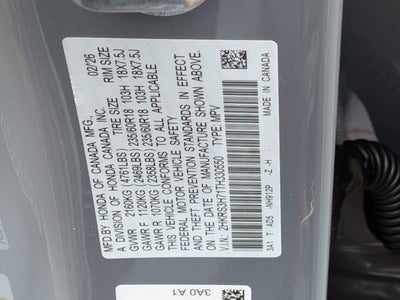 MFD.BY HONDA OF CANADA MFG. 02/26
A DIVISION OF HONDA CANADA INC.
TIRE SIZE RIM SIZE
GVWR 2160KG (4761LBS)
GAWR F 1120KG (2469LBS) 235/60R18 103H 18X7.5J
GAWR R 1070KG (2358LBS) 235/60R18 103H 18X7.5J
THIS VEHICLE CONFORMS TO ALL APPLICABLE
FEDERAL MOTOR VEHICLE SAFETY STANDARDS IN EFFECT
ON THE DATE OF MANUFACTURE SHOWN ABOVE.
V.I.N.: TYPE: MPV
3A1 T AD5 -NH912P -Z -H MADE IN CANADA
3A0 A1